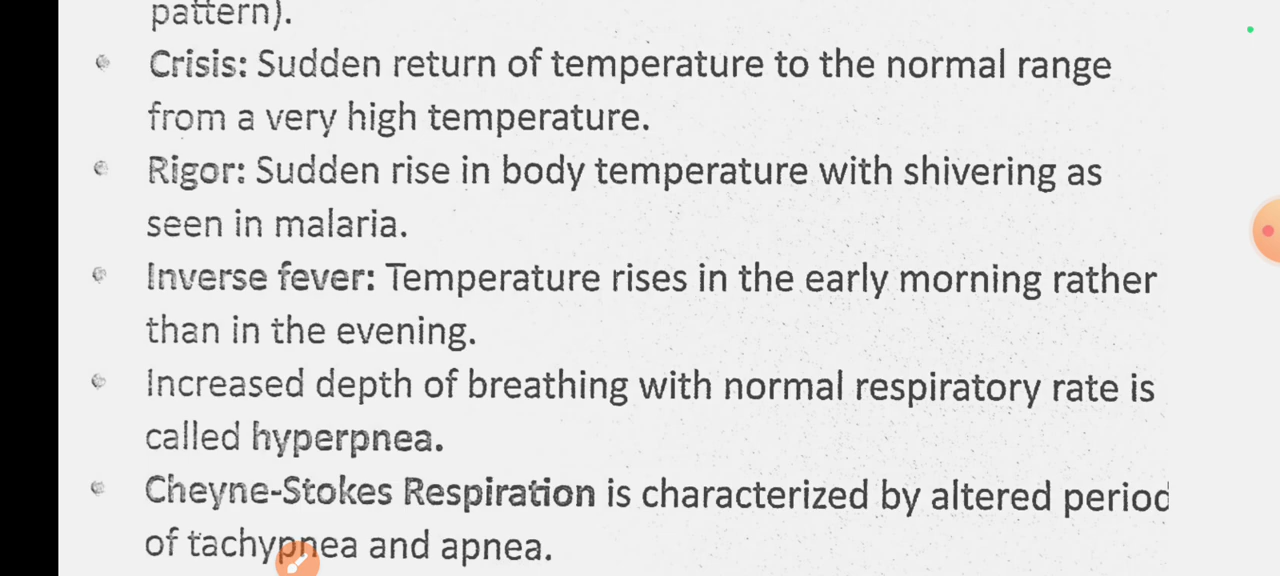 pattern).
Crisis: Sudden return of temperature to the normal range
from a very high temperature.
Rigor: Sudden rise in body temperature with shivering as
seen in malaria.
Inverse fever: Temperature rises in the early morning rather
than in the evening.
Increased depth of breathing with normal respiratory rate is
called hyperpnea.
Cheyne-Stokes Respiration is characterized by altered period
of tachypnea and apnea.